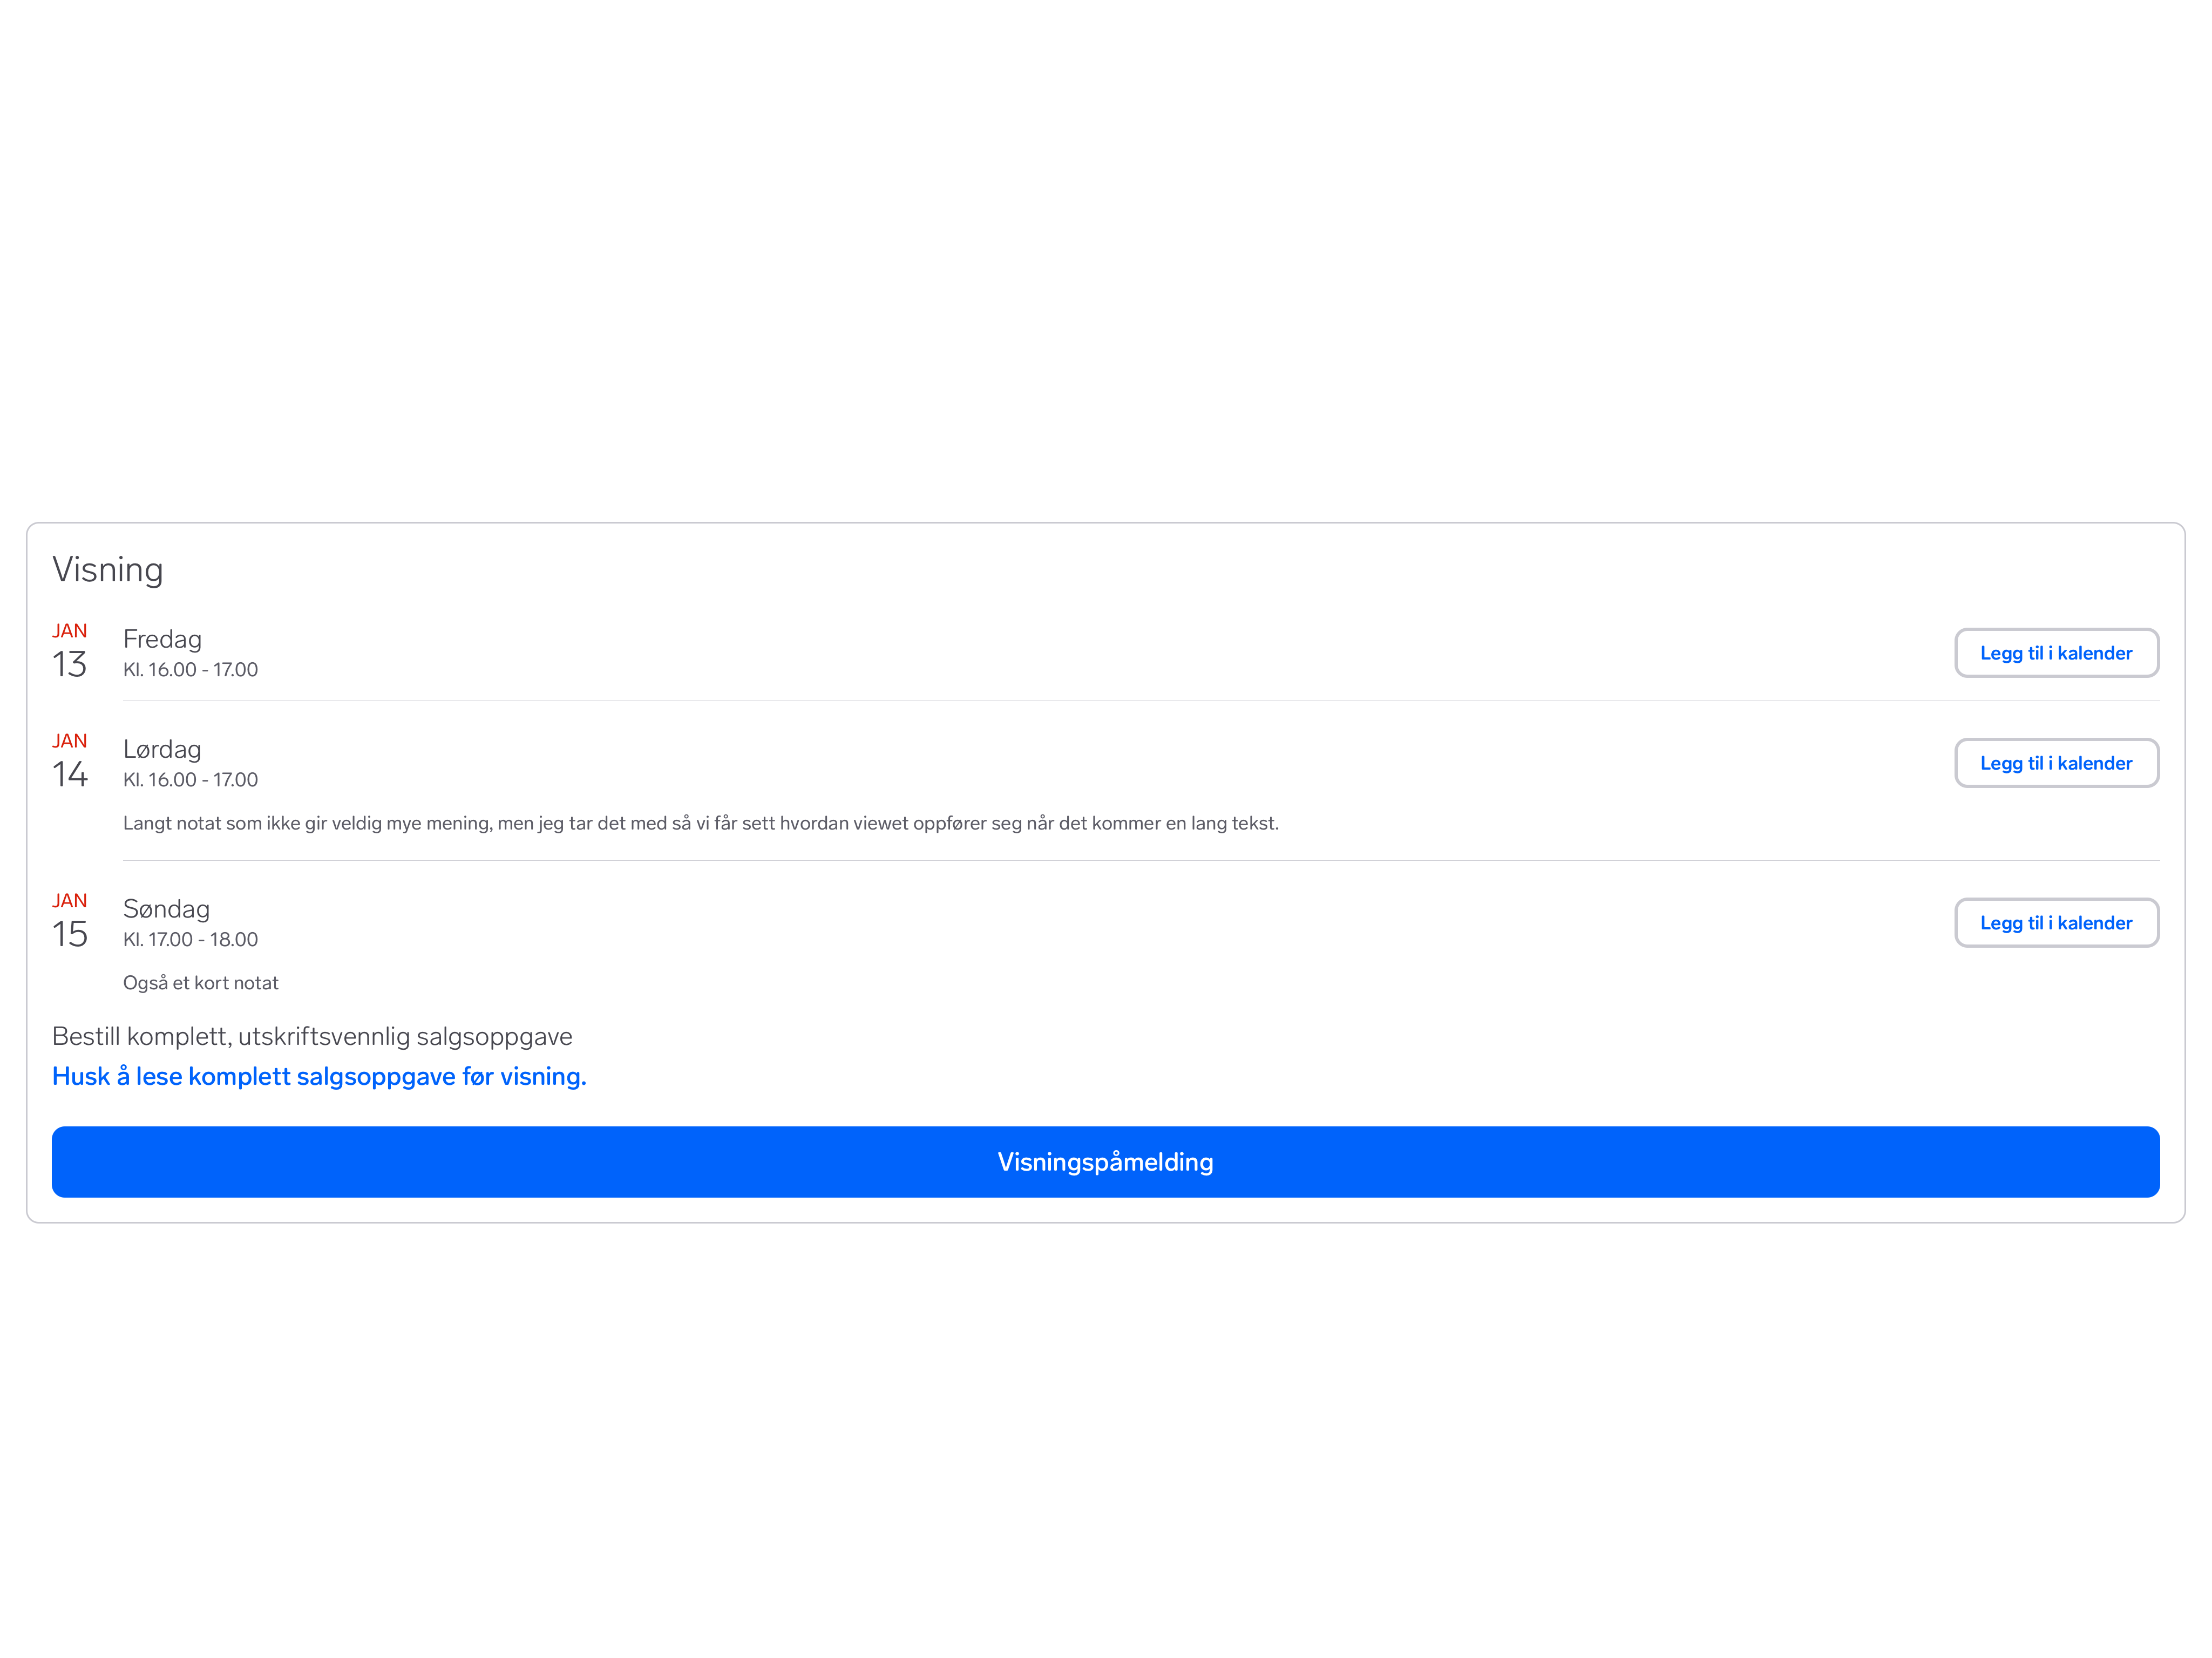 Visning
JAN
13
Fredag
Kl. 16.00 - 17.00
Legg til i kalender
JAN
14
Lørdag
Kl. 16.00 - 17.00
Legg til i kalender
Langt notat som ikke gir veldig mye mening, men jeg tar det med så vi får sett hvordan viewet oppfører seg når det kommer en lang tekst.
JAN
15
Søndag
Kl. 17.00 - 18.00
Legg til i kalender
Også et kort notat
Bestill komplett, utskriftsvennlig salgsoppgave
Husk å lese komplett salgsoppgave før visning.
Visningspåmelding